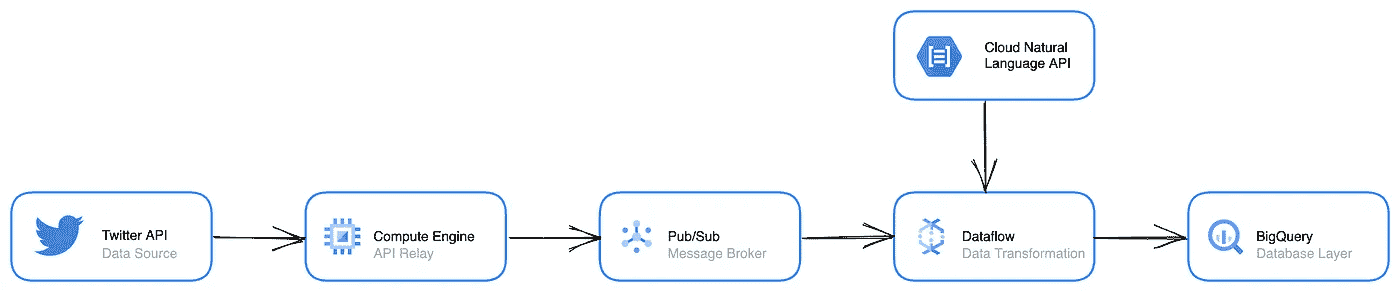 Cloud Natural
Language API
Twitter API
Data Source
Compute Engine
API Relay
Pub/Sub
Message Broker
Dataflow
Data Transformation
BigQuery
Database Layer